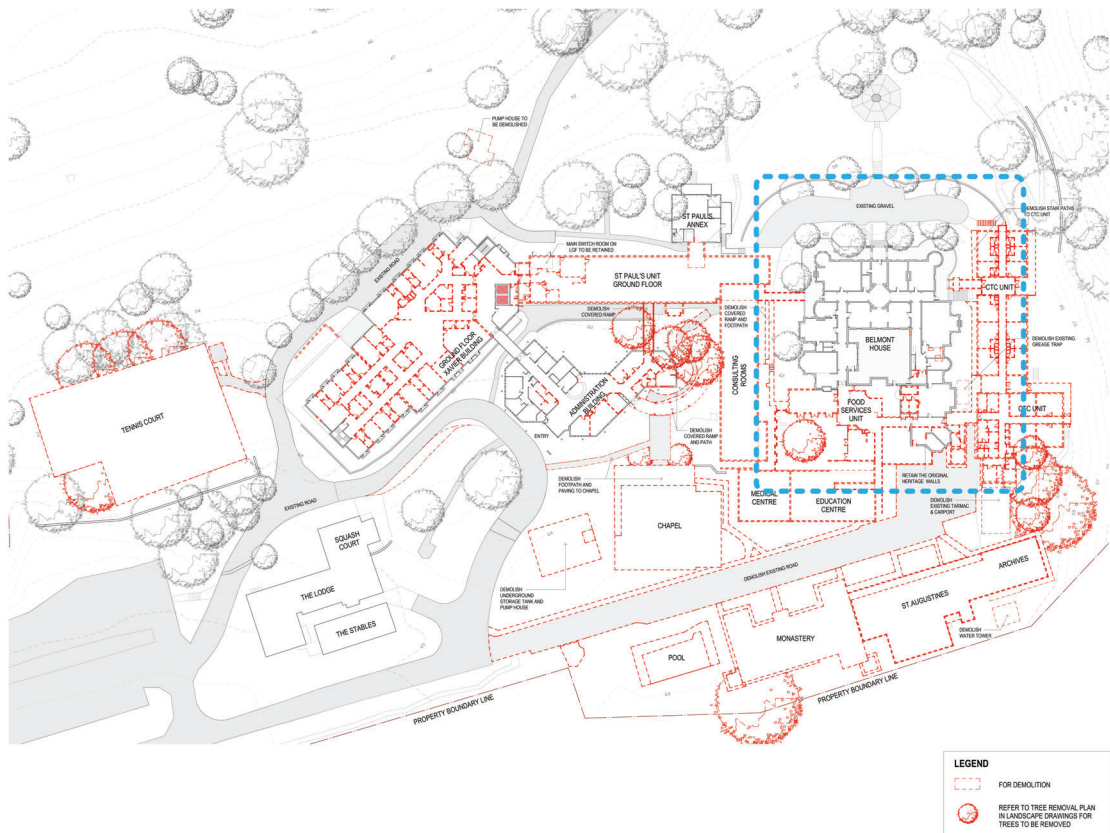 PUMP HOUSE TO
BE DEMOLISHED
ST PAUL'S
ANNEX
EXISTING GRAVEL
DEMOLISH STAIR PATHS
TO CTC UNIT
MAIN SWITCH ROOM ON
LGF TO BE RETAINED
EXISTING ROAD
ST PAUL'S UNIT
GROUND FLOOR
CTC UNIT
DEMOLISH
COVERED RAMP
DEMOLISH
COVERED
RAMP AND
FOOTPATH
BELMONT
HOUSE
DEMOLISH EXISTING
GREASE TRAP
GROUND FLOOR
XAVIER BUILDING
CONSULTING
ROOMS
ADMINISTRATION
BUILDING
FOOD
SERVICES
UNIT
CTC UNIT
TENNIS COURT
ENTRY
DEMOLISH
COVERED RAMP
AND PATH
DEMOLISH
FOOTPATH AND
PAVING TO CHAPEL
RETAIN THE ORIGINAL
HERITAGE WALLS
EXISTING ROAD
MEDICAL
CENTRE
EDUCATION
CENTRE
DEMOLISH
EXISTING TARMAC
& CARPORT
CHAPEL
SQUASH
COURT
THE LODGE
THE STABLES
DEMOLISH
UNDERGROUND
STORAGE TANK AND
PUMP HOUSE
DEMOLISH EXISTING ROAD
ARCHIVES
ST.AUGUSTINES
MONASTERY
DEMOLISH
WATER TOWER
POOL
PROPERTY BOUNDARY LINE
PROPERTY BOUNDARY LINE
LEGEND
FOR DEMOLITION
REFER TO TREE REMOVAL PLAN
IN LANDSCAPE DRAWINGS FOR
TREES TO BE REMOVED